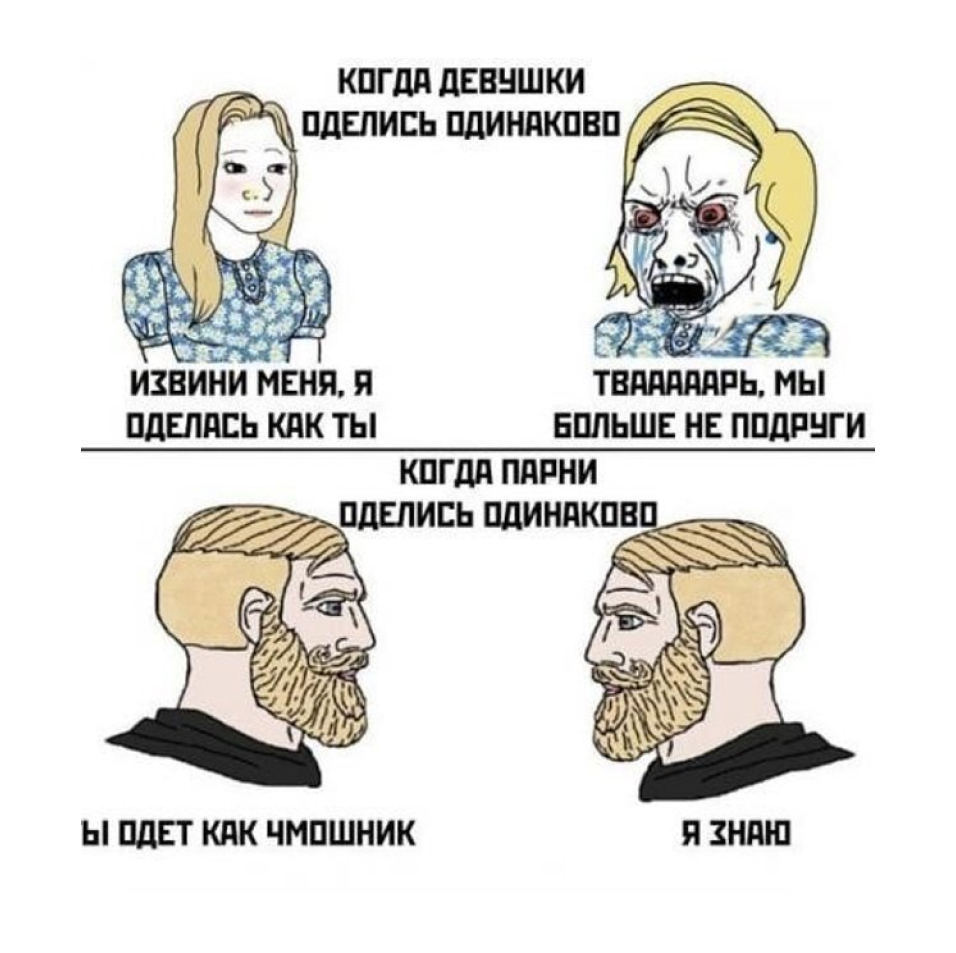 КОГДА ДЕВУШКИ
ОДЕЛИСЬ ОДИНАКОВО
ИЗВИНИ МЕНЯ, Я
ОДЕЛАСЬ КАК ТЫ
ТВАААААРЬ, МЫ
БОЛЬШЕ НЕ ПОДРУГИ
КОГДА ПАРНИ
ОДЕЛИСЬ ОДИНАКОВО
Ы ОДЕТ КАК ЧМОШНИК
Я ЗНАЮ